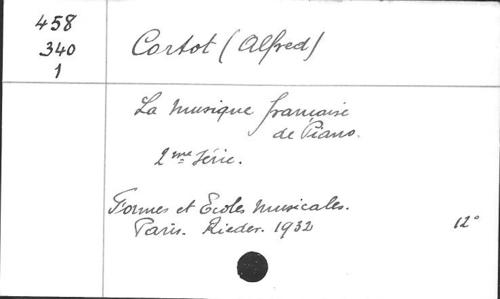 458
340
1
Cortot (Alfred)
La Musique française
de Piano.
2me Série.
Formes et Ecoles Musicales.
Paris. Rieder. 1932
12°